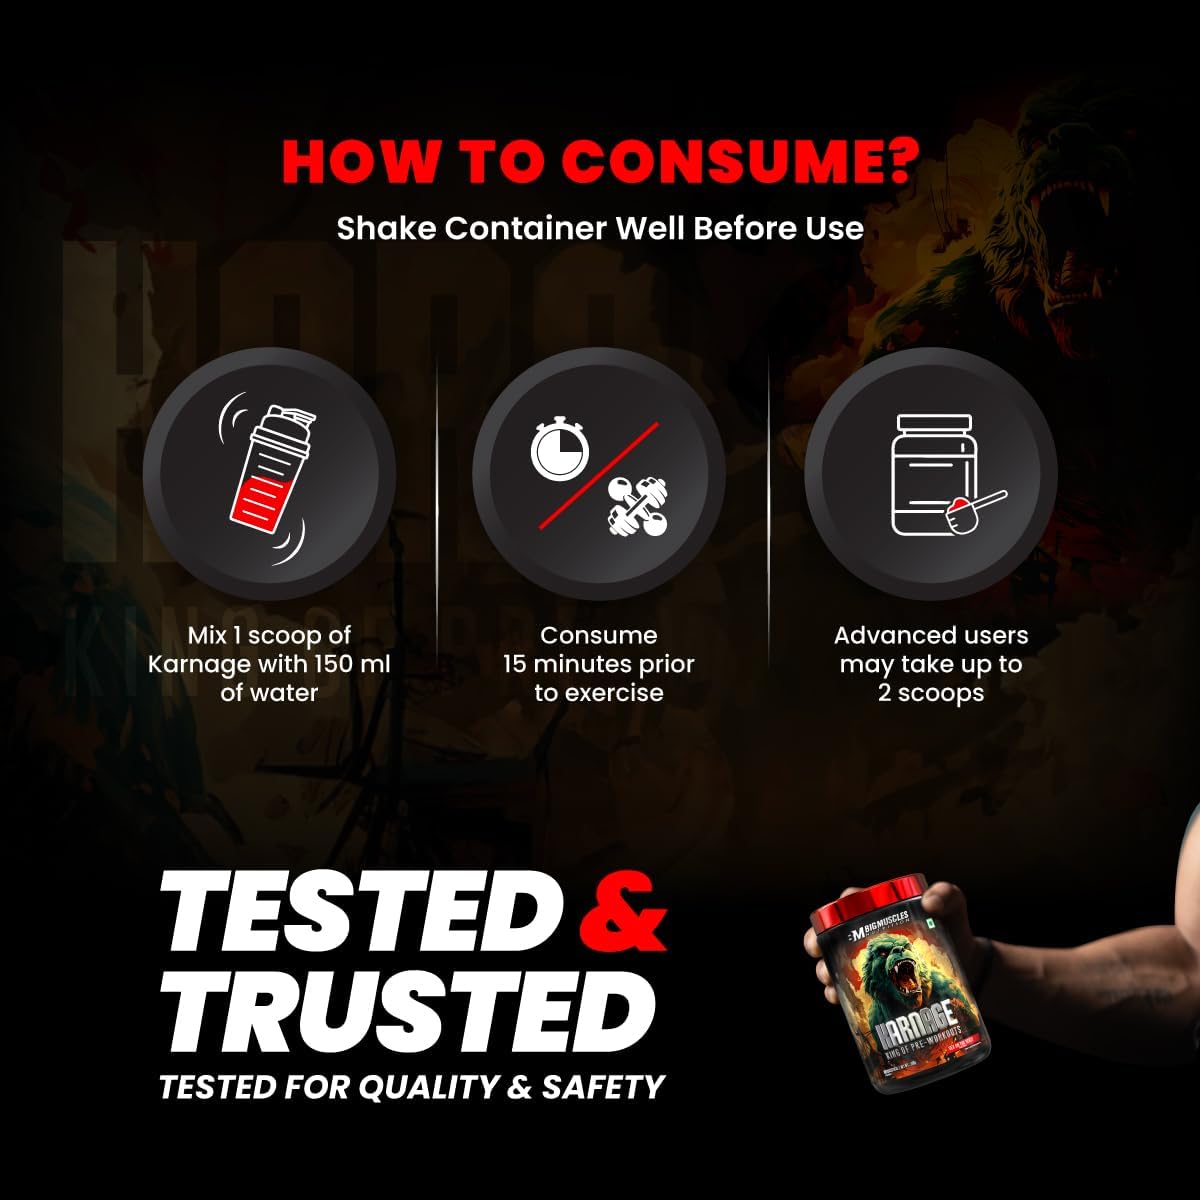 HOW TO CONSUME?
Shake Container Well Before Use
Mix 1 scoop of
Karnage with 150 ml
of water
Consume
15 minutes prior
to exercise
Advanced users
may take up to
2 scoops
TESTED &
TRUSTED
TESTED FOR QUALITY & SAFETY
BIGMUSCLES
NUTRITION
KARNAGE
KING OF PRE-WORKOUTS